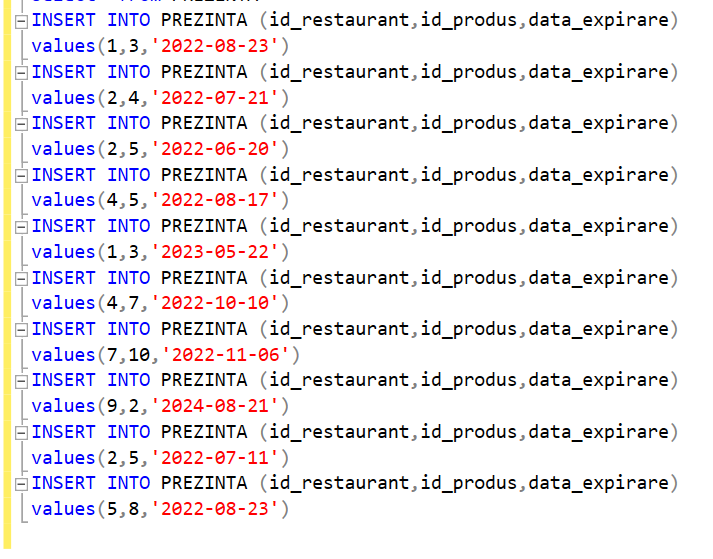 INSERT INTO PREZINTA (id_restaurant,id_produs,data_expirare)
values(1,3,'2022-08-23')
INSERT INTO PREZINTA (id_restaurant,id_produs,data_expirare)
values(2,4,'2022-07-21')
INSERT INTO PREZINTA (id_restaurant,id_produs,data_expirare)
values(2,5,'2022-06-20')
INSERT INTO PREZINTA (id_restaurant,id_produs,data_expirare)
values(4,5,'2022-08-17')
INSERT INTO PREZINTA (id_restaurant,id_produs,data_expirare)
values(1,3,'2023-05-22')
INSERT INTO PREZINTA (id_restaurant,id_produs,data_expirare)
values(4,7,'2022-10-10')
INSERT INTO PREZINTA (id_restaurant,id_produs,data_expirare)
values(7,10,'2022-11-06')
INSERT INTO PREZINTA (id_restaurant,id_produs,data_expirare)
values(9,2,'2024-08-21')
INSERT INTO PREZINTA (id_restaurant,id_produs,data_expirare)
values(2,5,'2022-07-11')
INSERT INTO PREZINTA (id_restaurant,id_produs,data_expirare)
values(5,8,'2022-08-23')